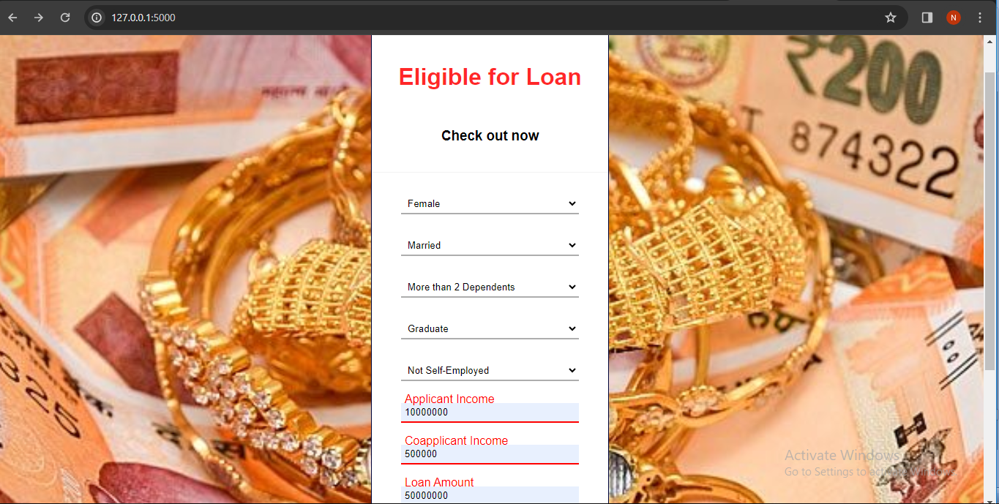 127.0.0.1:5000
N
Eligible for Loan
₹200
874322
Check out now
Female
Married
More than 2 Dependents
Graduate
Not Self-Employed
Applicant Income
10000000
Coapplicant Income
500000
Loan Amount
50000000
Activate Windows
Go to Settings to activate Windows.